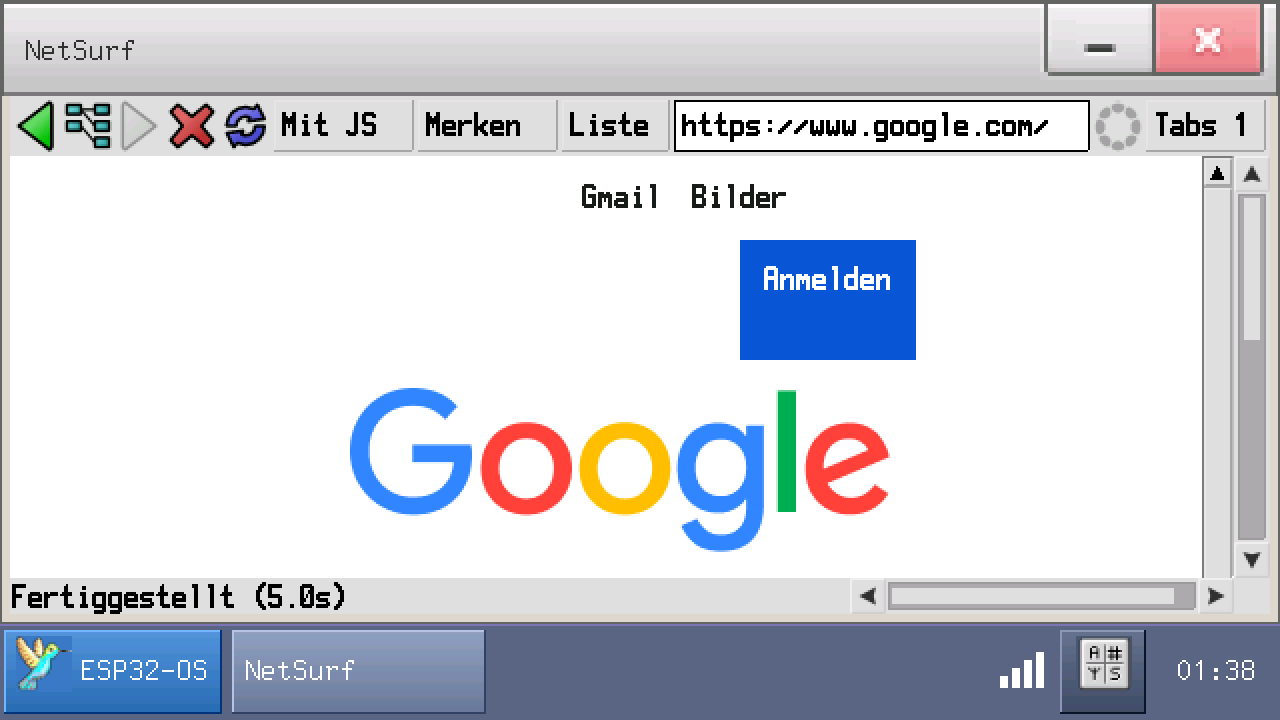 NetSurf
Mit JS Merken Liste https://www.google.com/ Tabs 1
Gmail Bilder
Anmelden
Google
Fertiggestellt (5.0s)
ESP32-OS NetSurf A # Y S 01:38